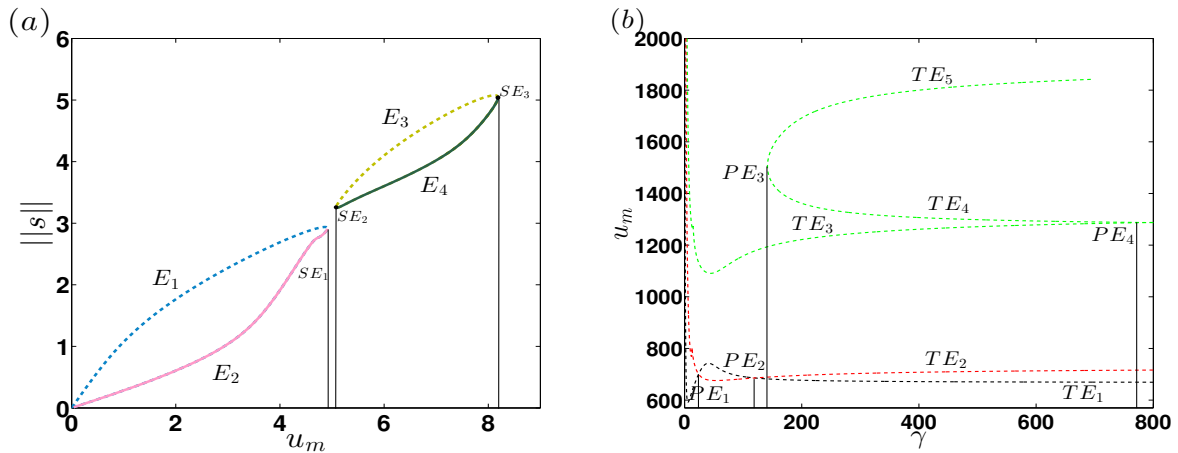 (a)
6
5
4
3
2
1
0
||s||
E1
E2
E3
E4
SE1
SE2
SE3
0 2 4 6 8
u_m
(b)
2000
1800
1600
1400
1200
1000
800
600
u_m
TE5
PE3
TE4
TE3
PE4
PE2
TE2
PE1
TE1
0 200 400 600 800
γ